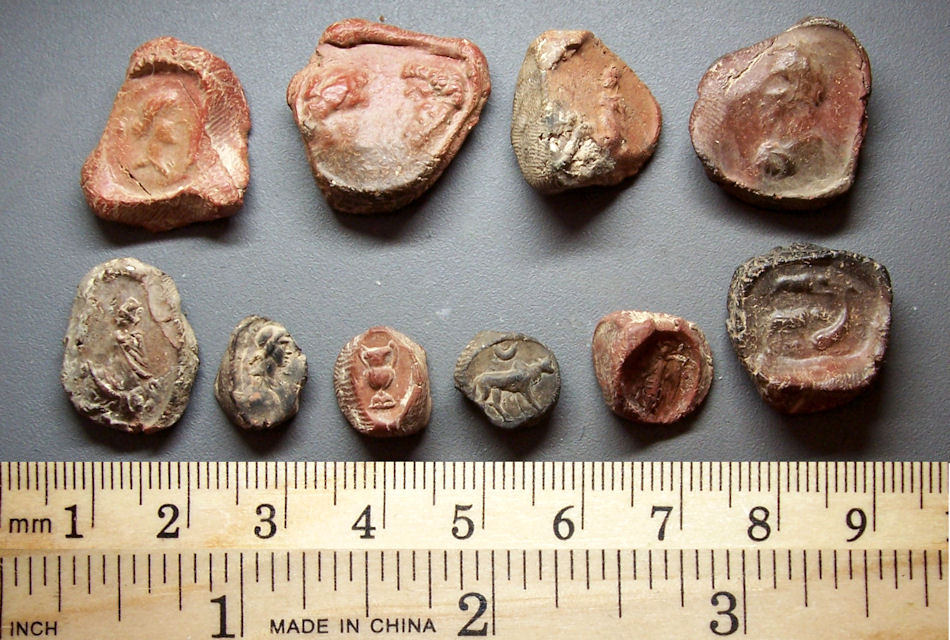 mm 1 2 3 4 5 6 7 8 9
1 2 3
INCH MADE IN CHINA